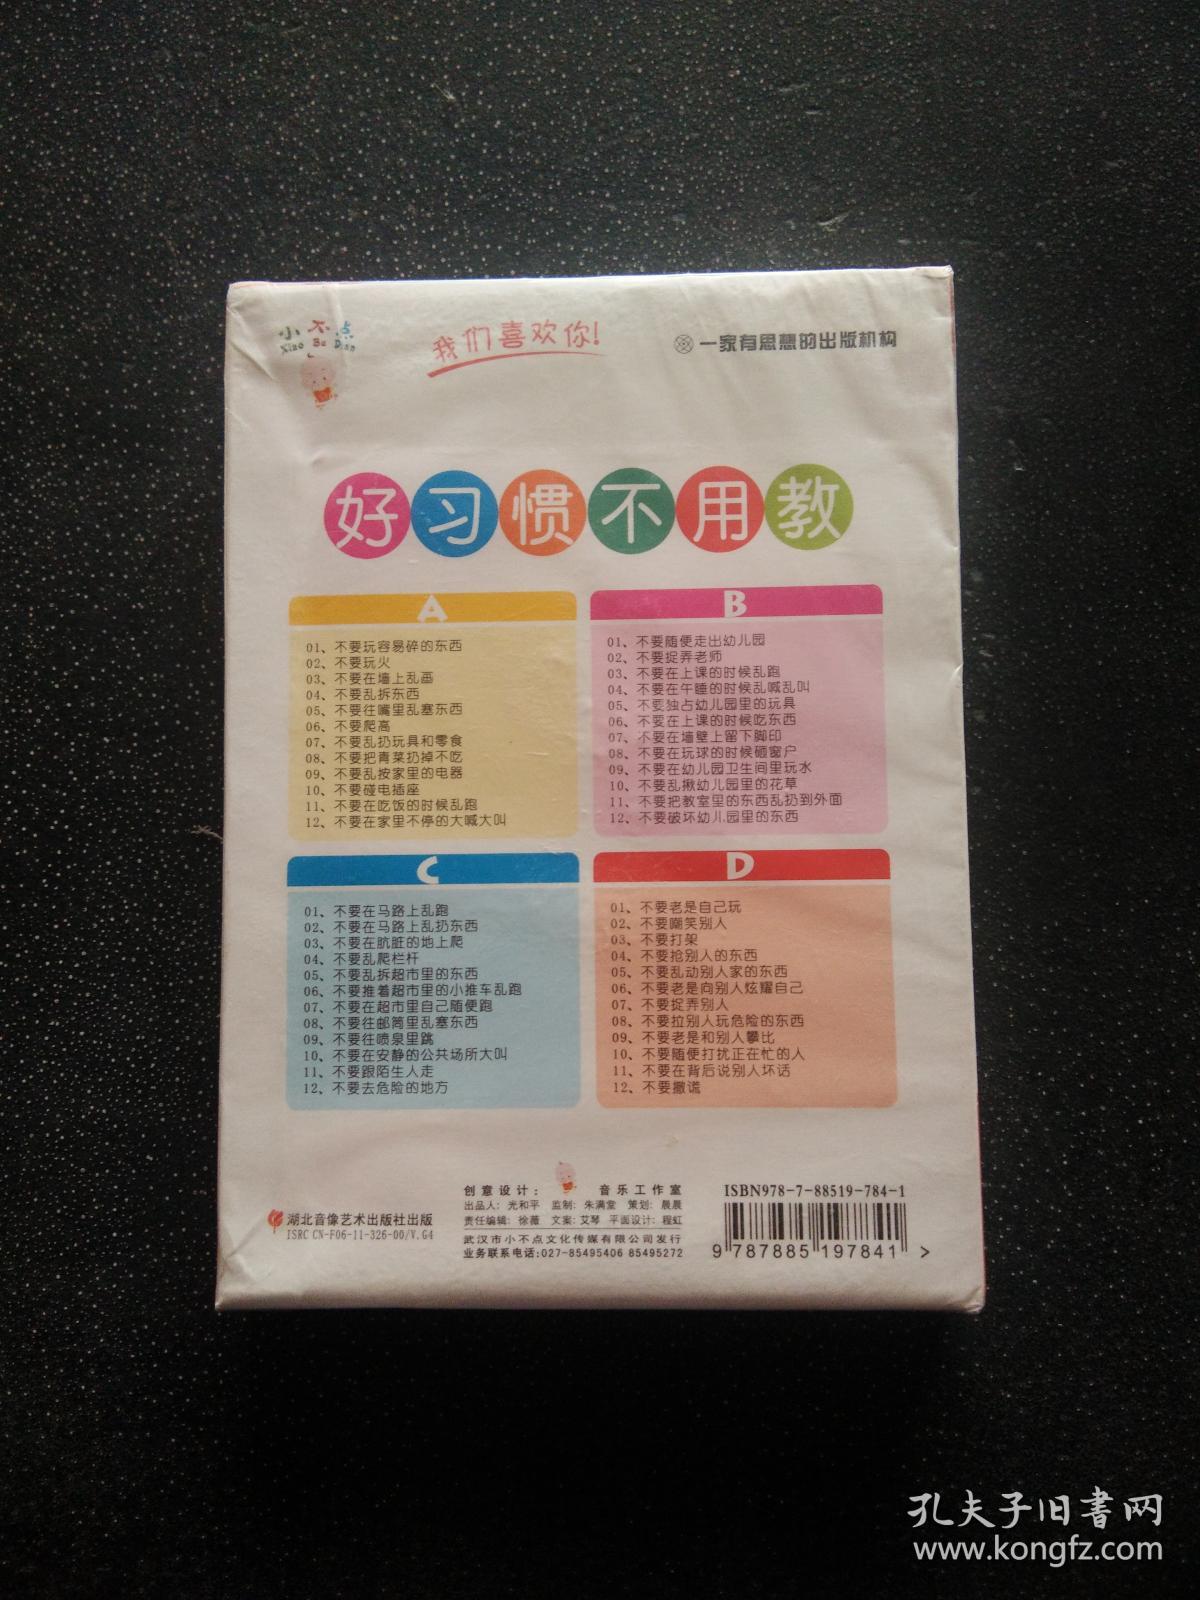 小不点
Xiao Bu Dian
我们喜欢你!
一家有思想的出版机构
好习惯不用教
A
01、不要玩容易碎的东西
02、不要玩火
03、不要在墙上乱画
04、不要乱拆东西
05、不要往嘴里乱塞东西
06、不要爬高
07、不要乱扔玩具和零食
08、不要把青菜扔掉不吃
09、不要乱按家里的电器
10、不要碰电插座
11、不要在吃饭的时候乱跑
12、不要在家里不停的大喊大叫
B
01、不要随便走出幼儿园
02、不要捉弄老师
03、不要在上课的时候乱跑
04、不要在午睡的时候乱喊乱叫
05、不要独占幼儿园里的玩具
06、不要在上课的时候吃东西
07、不要在墙壁上留下脚印
08、不要在玩球的时候砸窗户
09、不要在幼儿园卫生间里玩水
10、不要乱揪幼儿园里的花草
11、不要把教室里的东西乱扔到外面
12、不要破坏幼儿园里的东西
C
01、不要在马路上乱跑
02、不要在马路上乱扔东西
03、不要在肮脏的地上爬
04、不要乱爬栏杆
05、不要乱拆超市里的东西
06、不要推着超市里的小推车乱跑
07、不要在超市里自己随便跑
08、不要往邮筒里乱塞东西
09、不要往喷泉里跳
10、不要在安静的公共场所大叫
11、不要跟陌生人走
12、不要去危险的地方
D
01、不要老是自己玩
02、不要嘲笑别人
03、不要打架
04、不要抢别人的东西
05、不要乱动别人家的东西
06、不要老是向别人炫耀自己
07、不要捉弄别人
08、不要拉别人玩危险的东西
09、不要老是和别人攀比
10、不要随便打扰正在忙的人
11、不要在背后说别人坏话
12、不要撒谎
湖北音像艺术出版社出版
ISRC CN-F06-11-326-00/V.G4
创意设计: 音乐工作室
出品人: 光和平 监制: 朱满堂 策划: 晨晨
责任编辑: 徐薇 文案: 艾琴 平面设计: 程虹
武汉市小不点文化传媒有限公司发行
业务联系电话:027-85495406 85495272
ISBN978-7-88519-784-1
9 787885 197841 >
孔夫子旧书网
www.kongfz.com